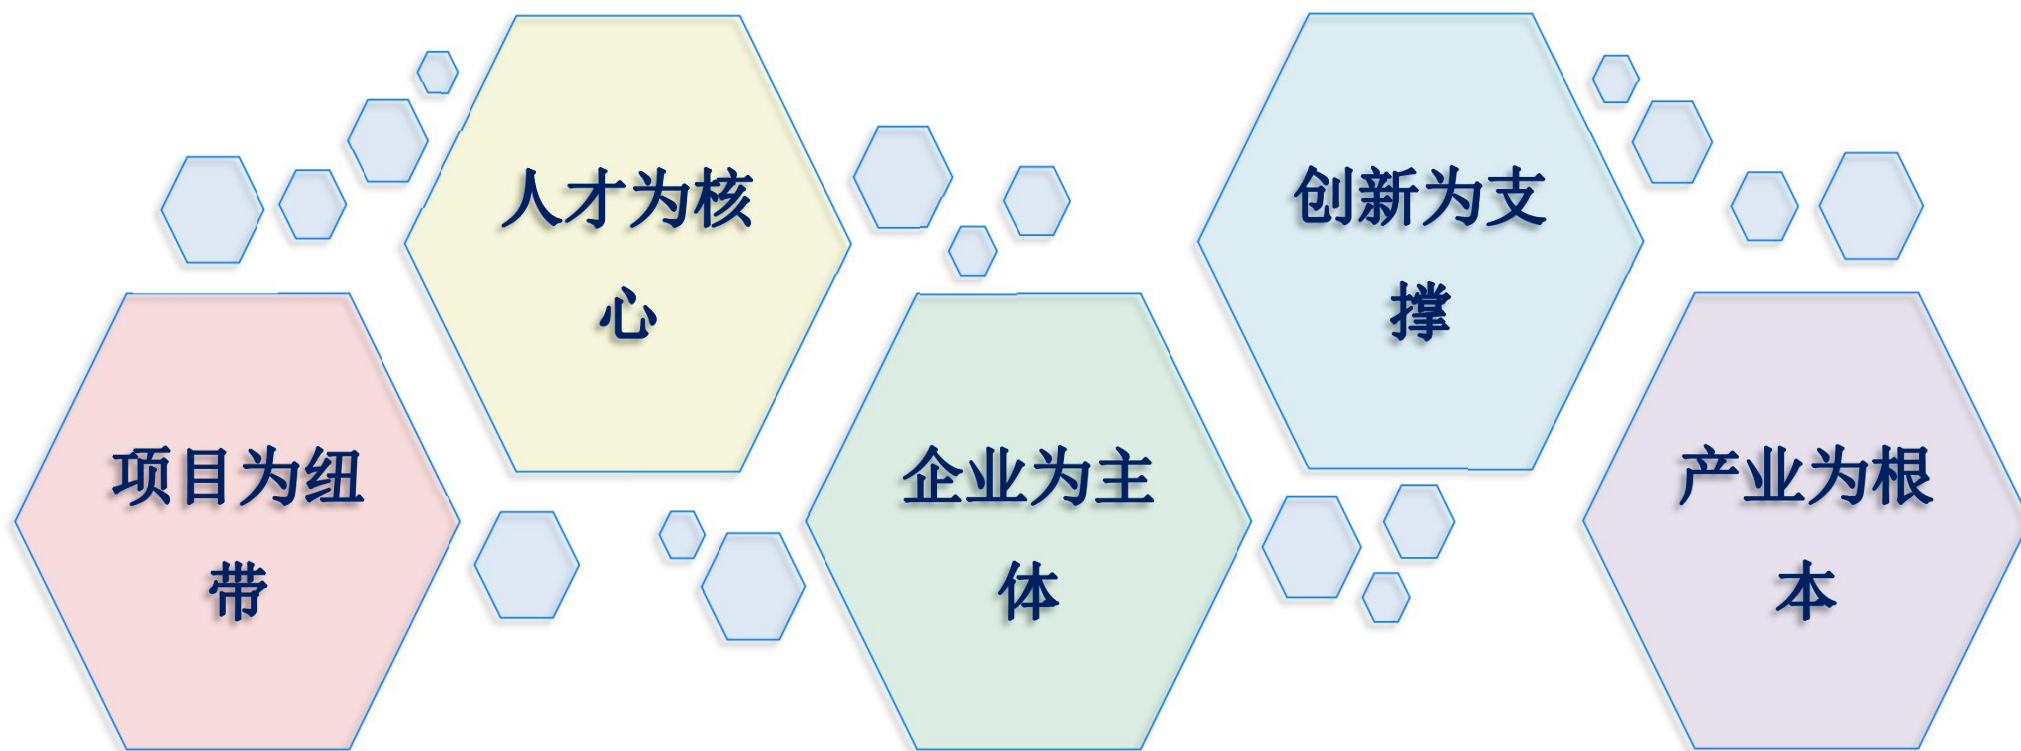 项目为纽
带
人才为核
心
企业为主
体
创新为支
撑
产业为根
本